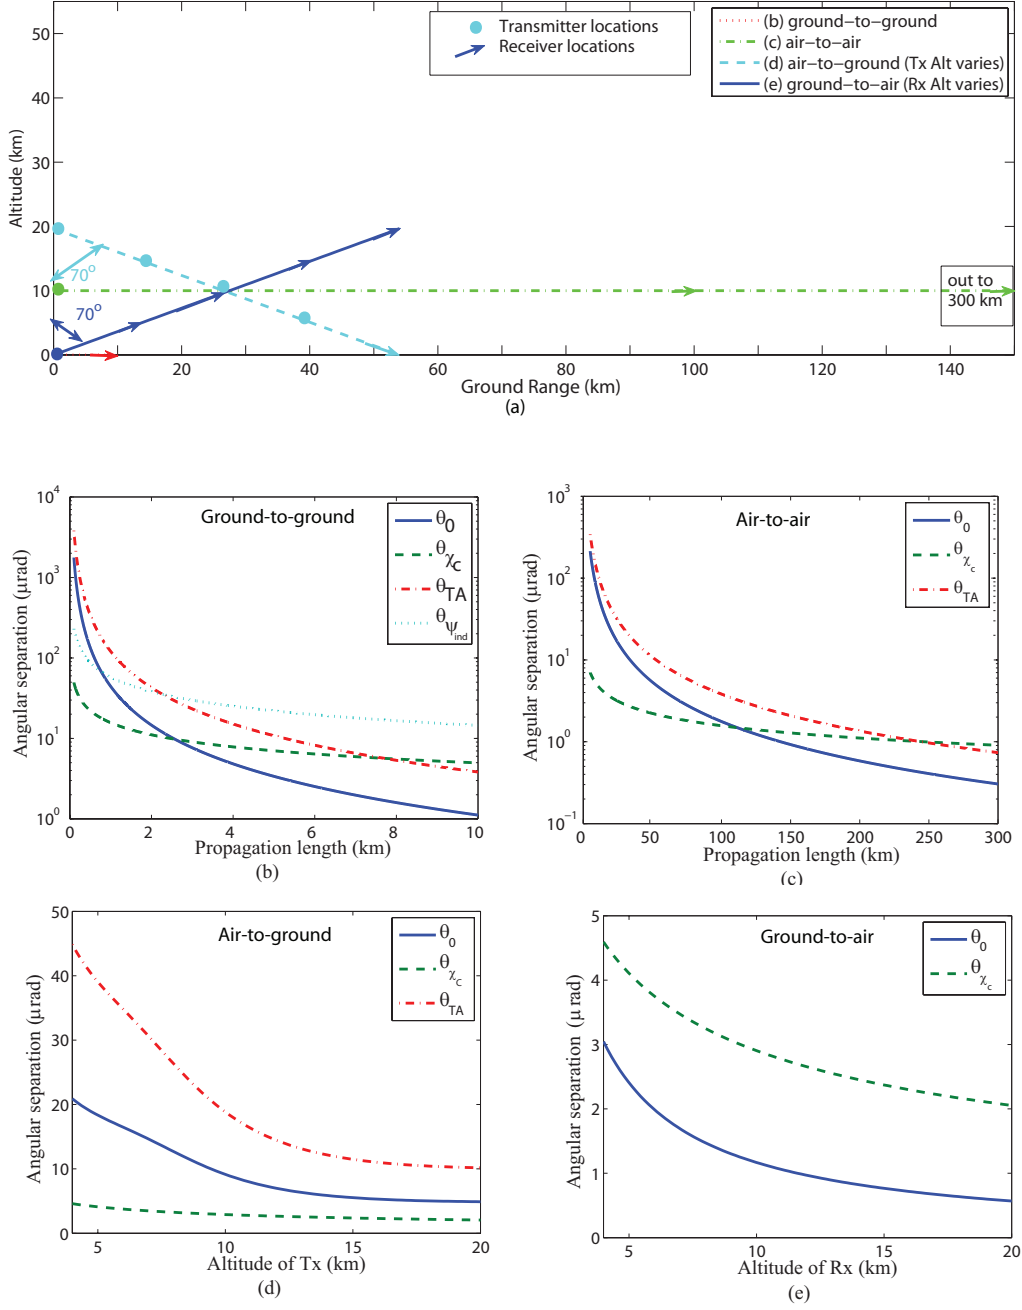 Transmitter locations
Receiver locations
(b) ground−to−ground
(c) air−to−air
(d) air−to−ground (Tx Alt varies)
(e) ground−to−air (Rx Alt varies)
Altitude (km)
50
40
30
20
10
0
70°
70°
out to
300 km
0 20 40 60 80 100 120 140
Ground Range (km)
(a)
Ground-to-ground
θ0
θχC
θTA
θψind
Angular separation (μrad)
10^4
10^3
10^2
10^1
10^0
0 2 4 6 8 10
Propagation length (km)
(b)
Air-to-air
θ0
θχc
θTA
Angular separation (μrad)
10^3
10^2
10^1
10^0
10^−1
50 100 150 200 250 300
Propagation length (km)
(c)
Air-to-ground
θ0
θχC
θTA
Angular separation (μrad)
50
40
30
20
10
0
5 10 15 20
Altitude of Tx (km)
(d)
Ground-to-air
θ0
θχc
Angular separation (μ rad)
5
4
3
2
1
0
5 10 15 20
Altitude of Rx (km)
(e)